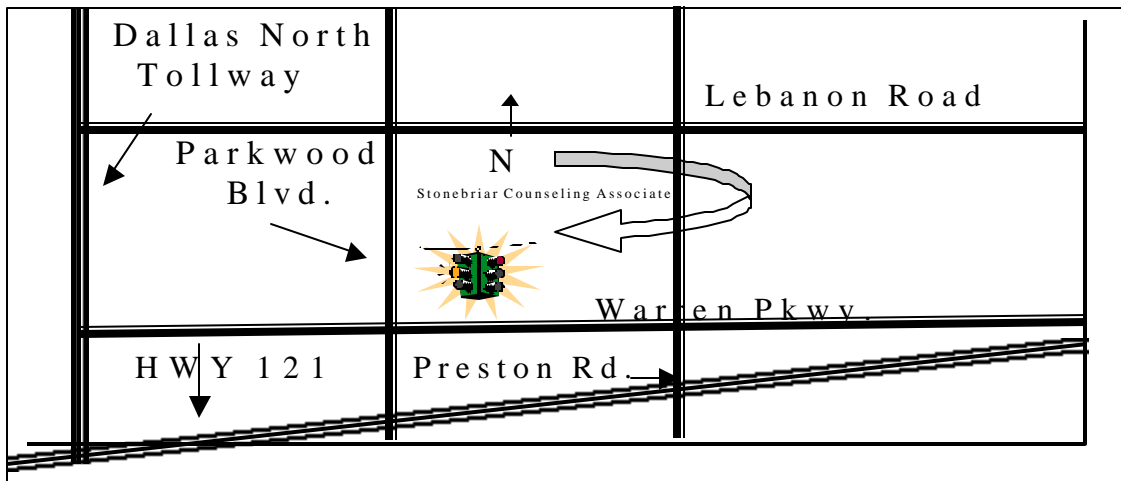 Dallas North
Tollway
Lebanon Road
Parkwood
Blvd.
N
Stonebriar Counseling Associate
Warren Pkwy.
HWY 121
Preston Rd.